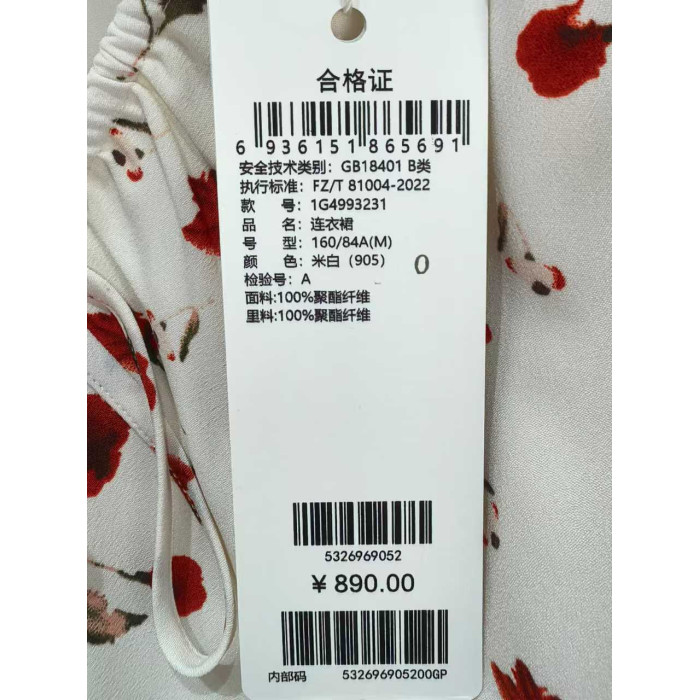 合格证
6 936151 865691
安全技术类别：GB18401 B类
执行标准：FZ/T 81004-2022
款 号：1G4993231
品 名：连衣裙
号 型：160/84A(M)
颜 色：米白（905） 0
检验号：A
面料:100%聚酯纤维
里料:100%聚酯纤维
5326969052
￥890.00
内部码 532696905200GP